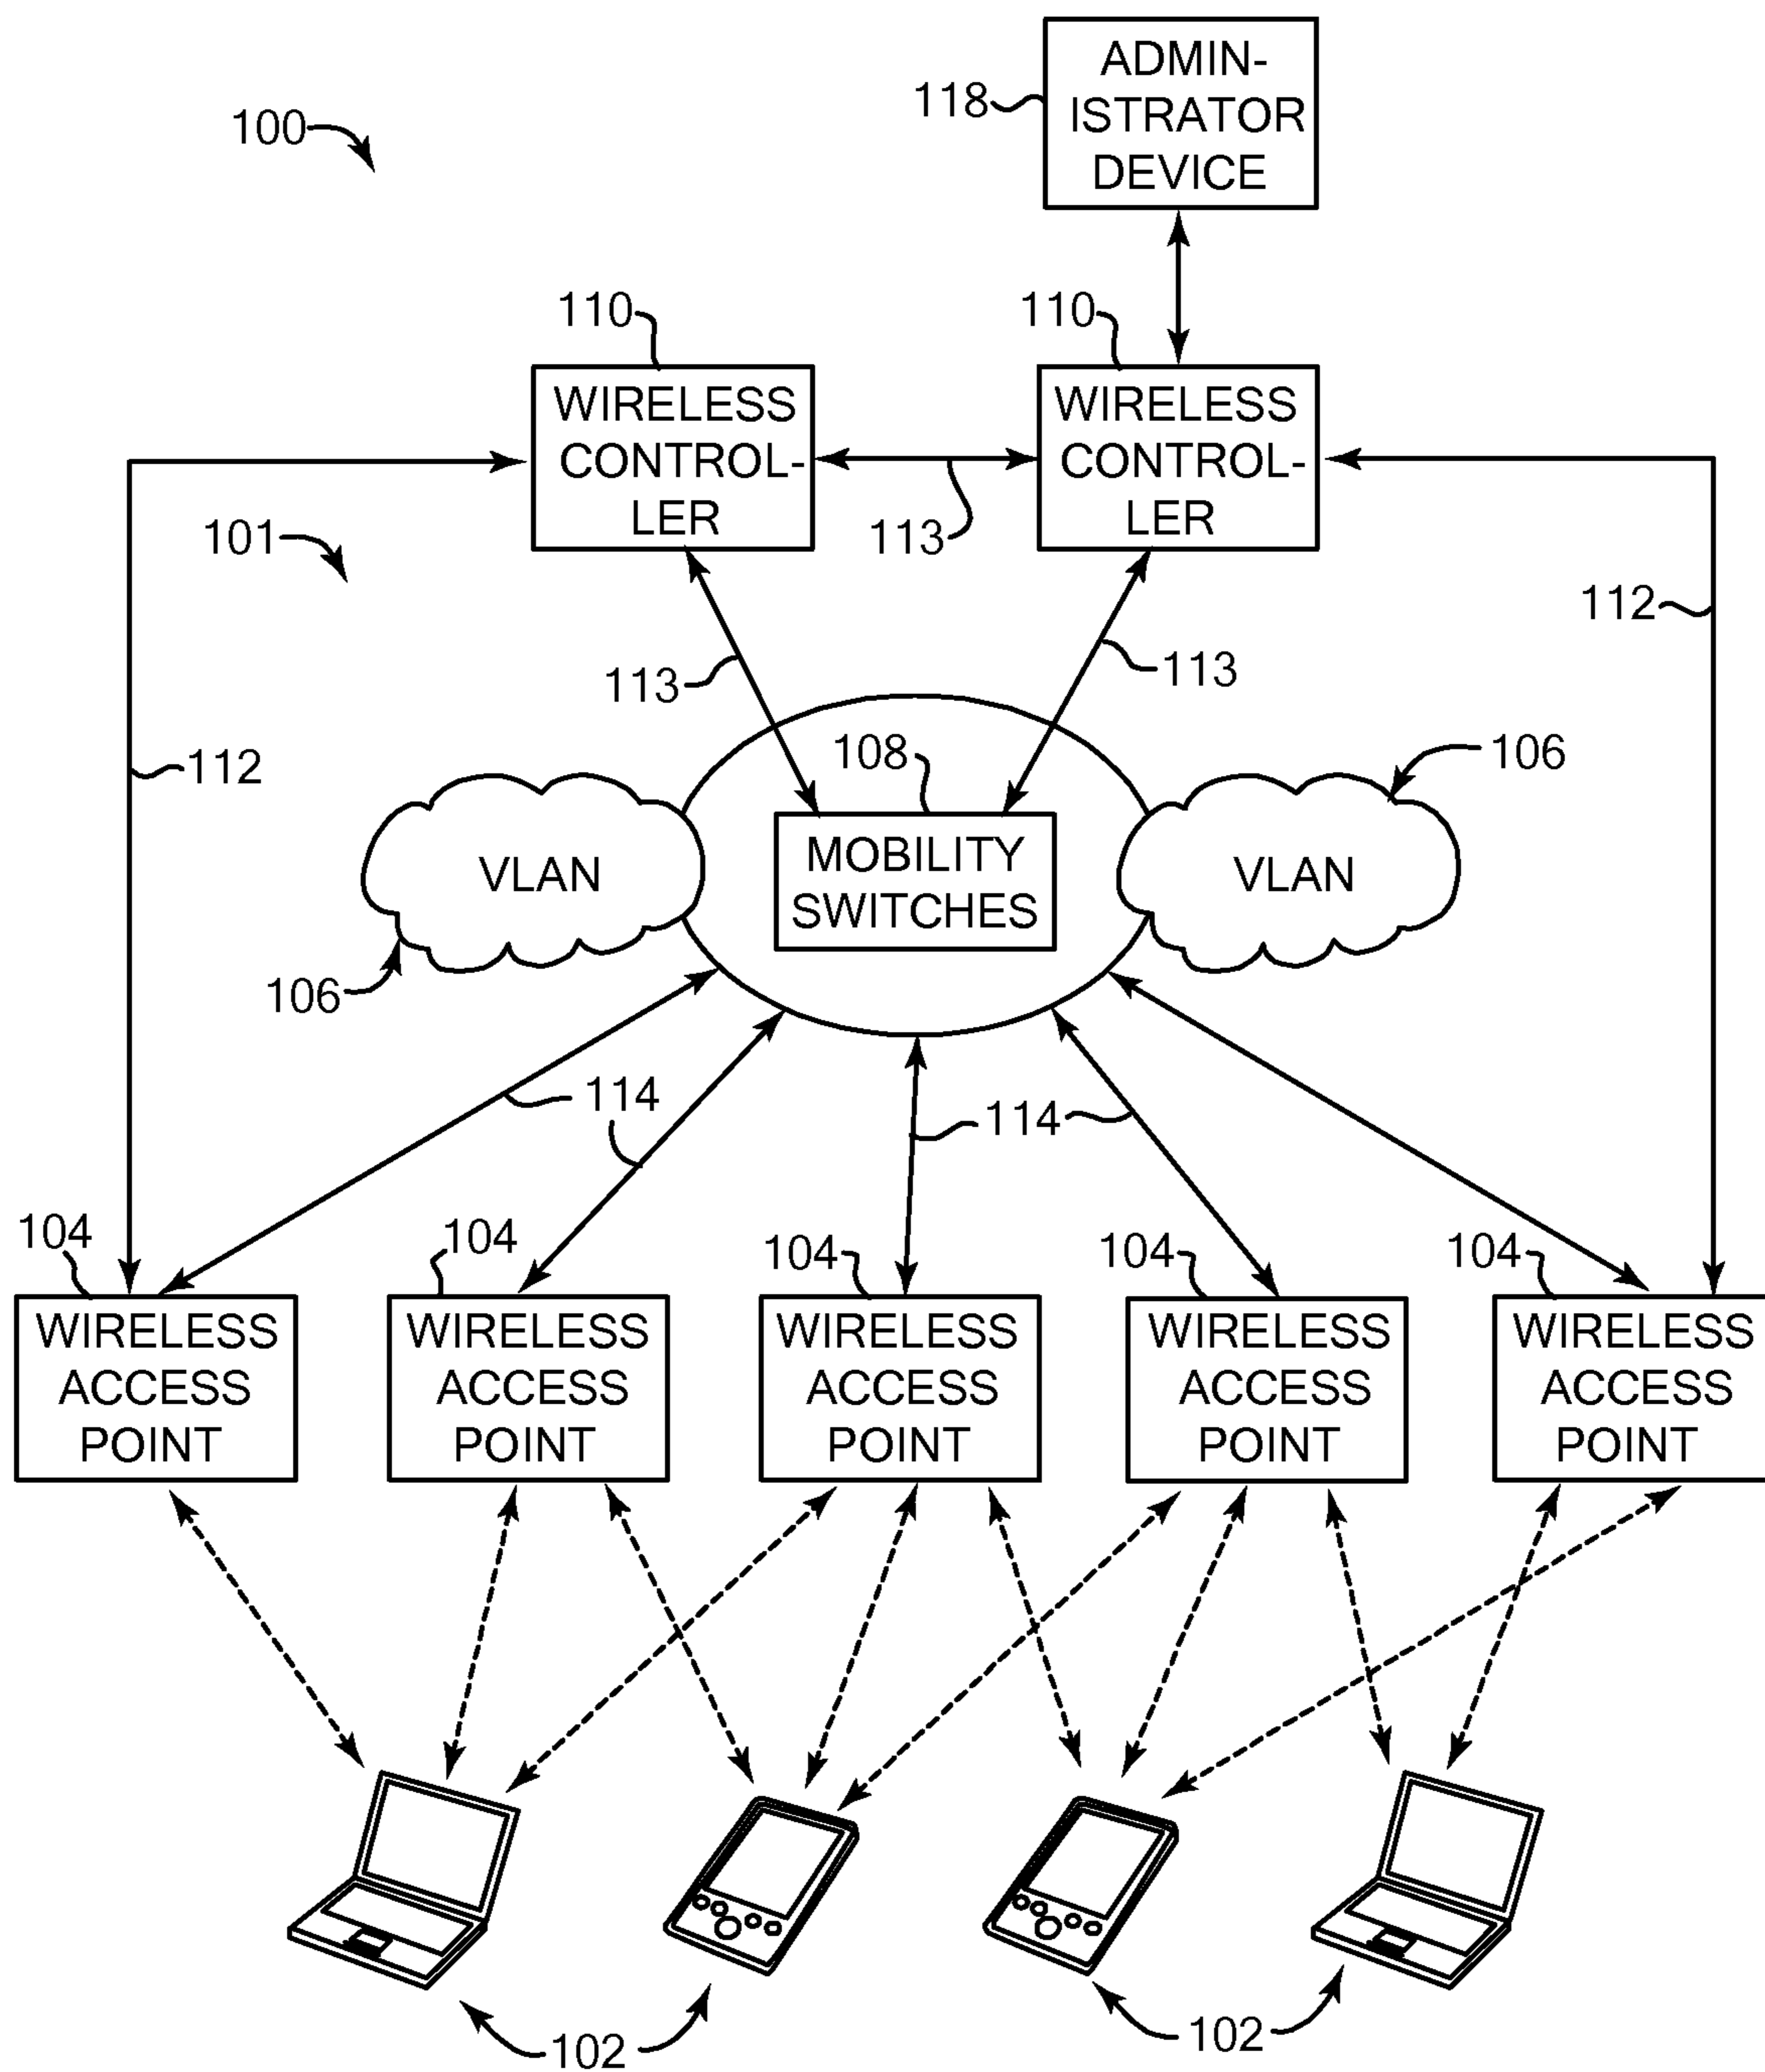 ADMIN-
ISTRATOR
DEVICE
118
100
110
110
WIRELESS
CONTROL-
LER
WIRELESS
CONTROL-
LER
113
101
112
113
113
112
108
106
VLAN
MOBILITY
SWITCHES
VLAN
106
114
114
104
104
104
104
104
WIRELESS
ACCESS
POINT
WIRELESS
ACCESS
POINT
WIRELESS
ACCESS
POINT
WIRELESS
ACCESS
POINT
WIRELESS
ACCESS
POINT
102
102